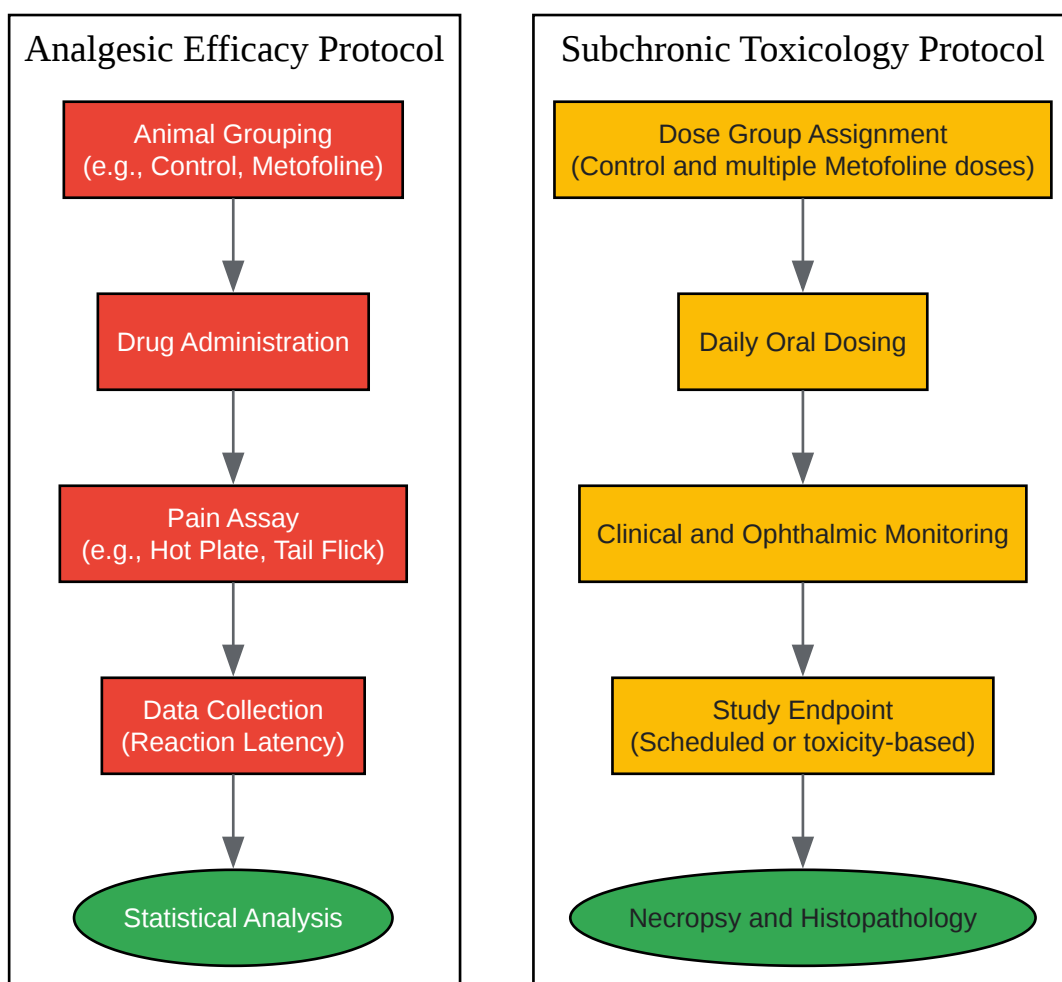 Analgesic Efficacy Protocol
Animal Grouping
(e.g., Control, Metofoline)
Drug Administration
Pain Assay
(e.g., Hot Plate, Tail Flick)
Data Collection
(Reaction Latency)
Statistical Analysis
Subchronic Toxicology Protocol
Dose Group Assignment
(Control and multiple Metofoline doses)
Daily Oral Dosing
Clinical and Ophthalmic Monitoring
Study Endpoint
(Scheduled or toxicity-based)
Necropsy and Histopathology